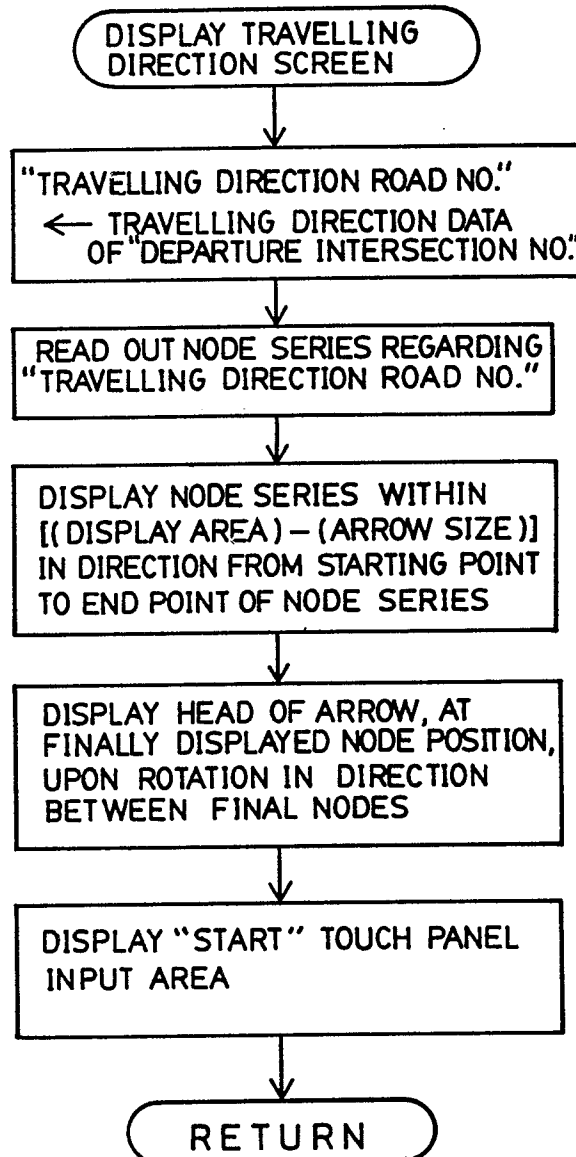 DISPLAY TRAVELLING
DIRECTION SCREEN
"TRAVELLING DIRECTION ROAD NO."
← TRAVELLING DIRECTION DATA
OF "DEPARTURE INTERSECTION NO."
READ OUT NODE SERIES REGARDING
"TRAVELLING DIRECTION ROAD NO."
DISPLAY NODE SERIES WITHIN
[(DISPLAY AREA)-(ARROW SIZE)]
IN DIRECTION FROM STARTING POINT
TO END POINT OF NODE SERIES
DISPLAY HEAD OF ARROW, AT
FINALLY DISPLAYED NODE POSITION,
UPON ROTATION IN DIRECTION
BETWEEN FINAL NODES
DISPLAY "START" TOUCH PANEL
INPUT AREA
RETURN